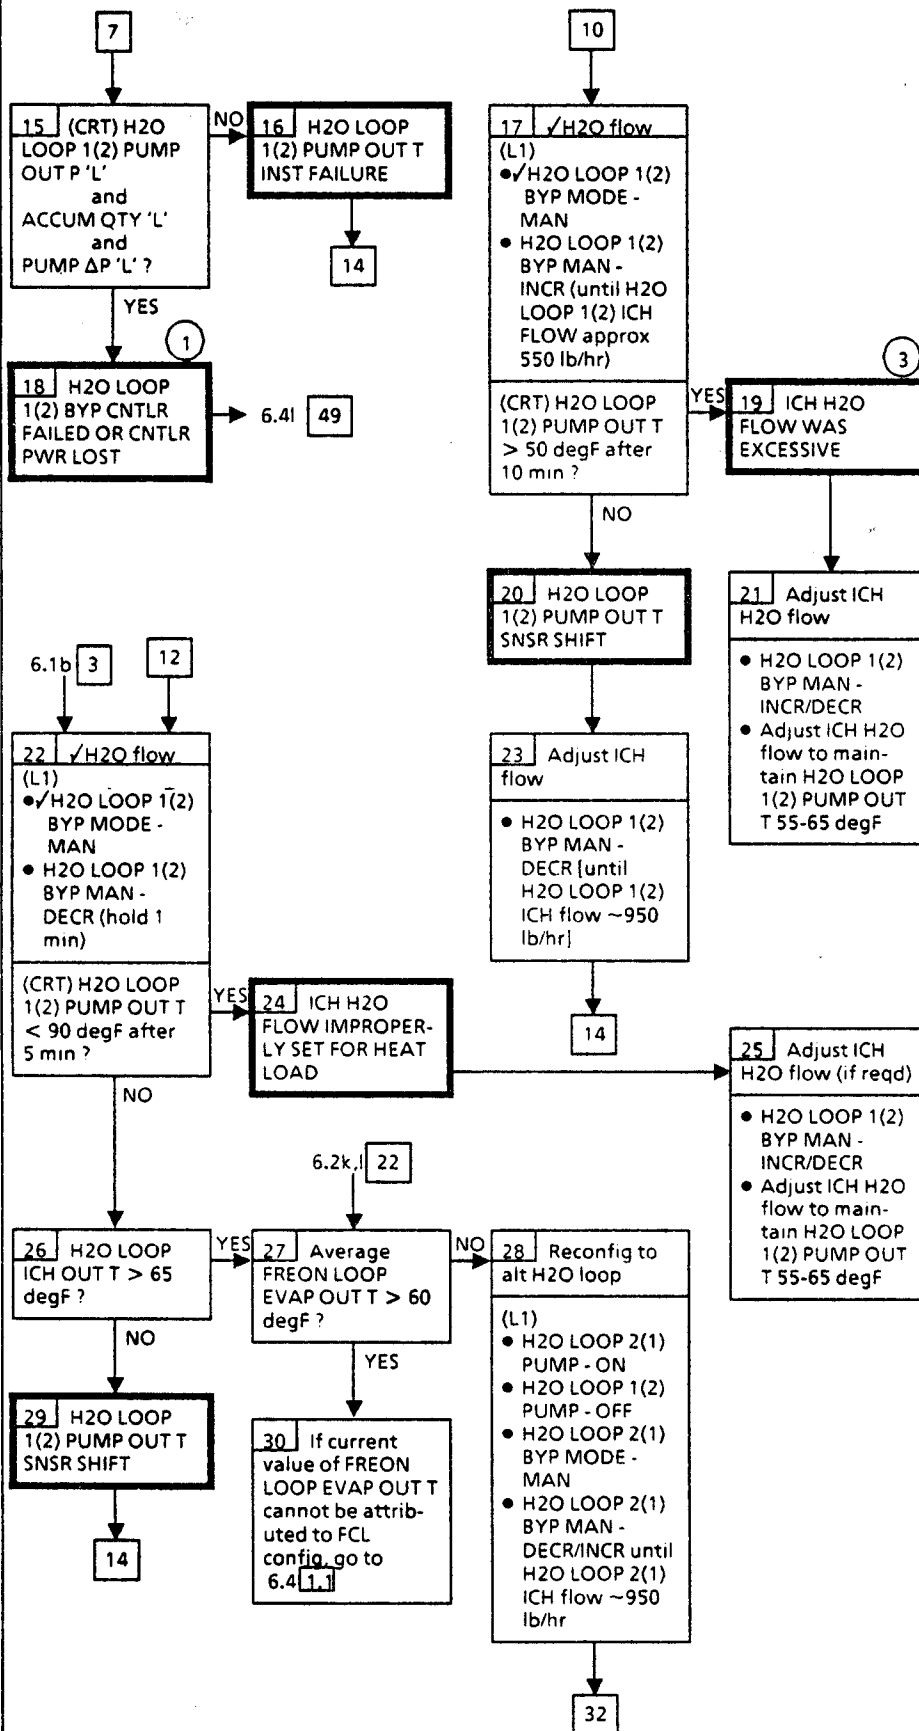 7
15 (CRT) H2O
LOOP 1(2) PUMP
OUT P 'L'
and
ACCUM QTY 'L'
and
PUMP ΔP 'L' ?
NO
16 H2O LOOP
1(2) PUMP OUT T
INST FAILURE
14
YES
1
18 H2O LOOP
1(2) BYP CNTLR
FAILED OR CNTLR
PWR LOST
6.4l 49
10
17 √H2O flow
(L1)
●√H2O LOOP 1(2)
BYP MODE -
MAN
● H2O LOOP 1(2)
BYP MAN -
INCR (until H2O
LOOP 1(2) ICH
FLOW approx
550 lb/hr)
(CRT) H2O LOOP
1(2) PUMP OUT T
> 50 degF after
10 min ?
YES
3
19 ICH H2O
FLOW WAS
EXCESSIVE
NO
20 H2O LOOP
1(2) PUMP OUT T
SNSR SHIFT
21 Adjust ICH
H2O flow
● H2O LOOP 1(2)
BYP MAN -
INCR/DECR
● Adjust ICH H2O
flow to main-
tain H2O LOOP
1(2) PUMP OUT
T 55-65 degF
23 Adjust ICH
flow
● H2O LOOP 1(2)
BYP MAN -
DECR [until
H2O LOOP 1(2)
ICH flow ~950
lb/hr]
14
6.1b 3
12
22 √H2O flow
(L1)
●√H2O LOOP 1(2)
BYP MODE -
MAN
● H2O LOOP 1(2)
BYP MAN -
DECR (hold 1
min)
(CRT) H2O LOOP
1(2) PUMP OUT T
< 90 degF after
5 min ?
YES
24 ICH H2O
FLOW IMPROPER-
LY SET FOR HEAT
LOAD
25 Adjust ICH
H2O flow (if reqd)
● H2O LOOP 1(2)
BYP MAN -
INCR/DECR
● Adjust ICH H2O
flow to main-
tain H2O LOOP
1(2) PUMP OUT
T 55-65 degF
NO
6.2k,l 22
26 H2O LOOP
ICH OUT T > 65
degF ?
YES
27 Average
FREON LOOP
EVAP OUT T > 60
degF ?
NO
28 Reconfig to
alt H2O loop
(L1)
● H2O LOOP 2(1)
PUMP - ON
● H2O LOOP 1(2)
PUMP - OFF
● H2O LOOP 2(1)
BYP MODE -
MAN
● H2O LOOP 2(1)
BYP MAN -
DECR/INCR until
H2O LOOP 2(1)
ICH flow ~950
lb/hr
32
NO
29 H2O LOOP
1(2) PUMP OUT T
SNSR SHIFT
14
YES
30 If current
value of FREON
LOOP EVAP OUT T
cannot be attrib-
uted to FCL
config, go to
6.4 1.1